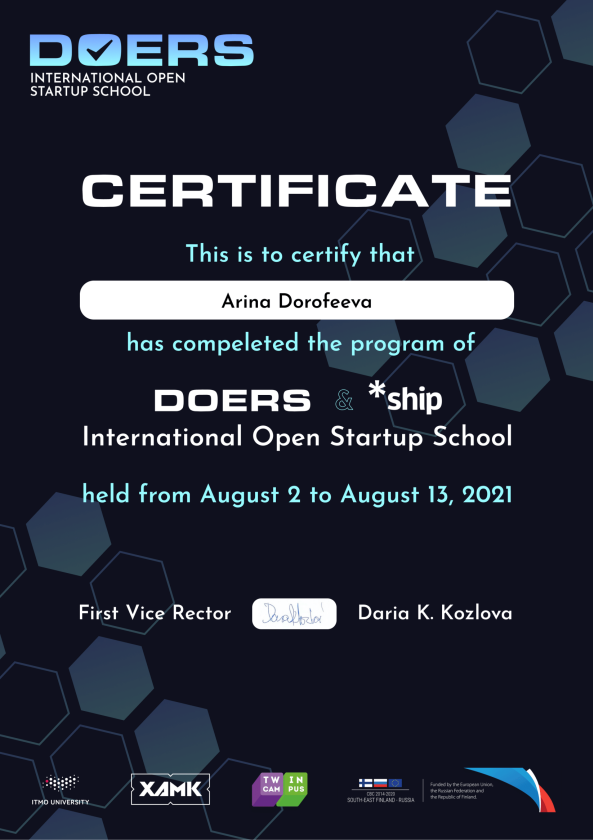 DOERS
INTERNATIONAL OPEN
STARTUP SCHOOL
CERTIFICATE
This is to certify that
Arina Dorofeeva
has compeleted the program of
DOERS & *ship
International Open Startup School
held from August 2 to August 13, 2021
First Vice Rector Daria K. Kozlova
ITMO UNIVERSITY
XAMK
TW IN
CAM PUS
CBC 2014-2020
SOUTH-EAST FINLAND - RUSSIA
Funded by the European Union,
the Russian Federation and
the Republic of Finland.